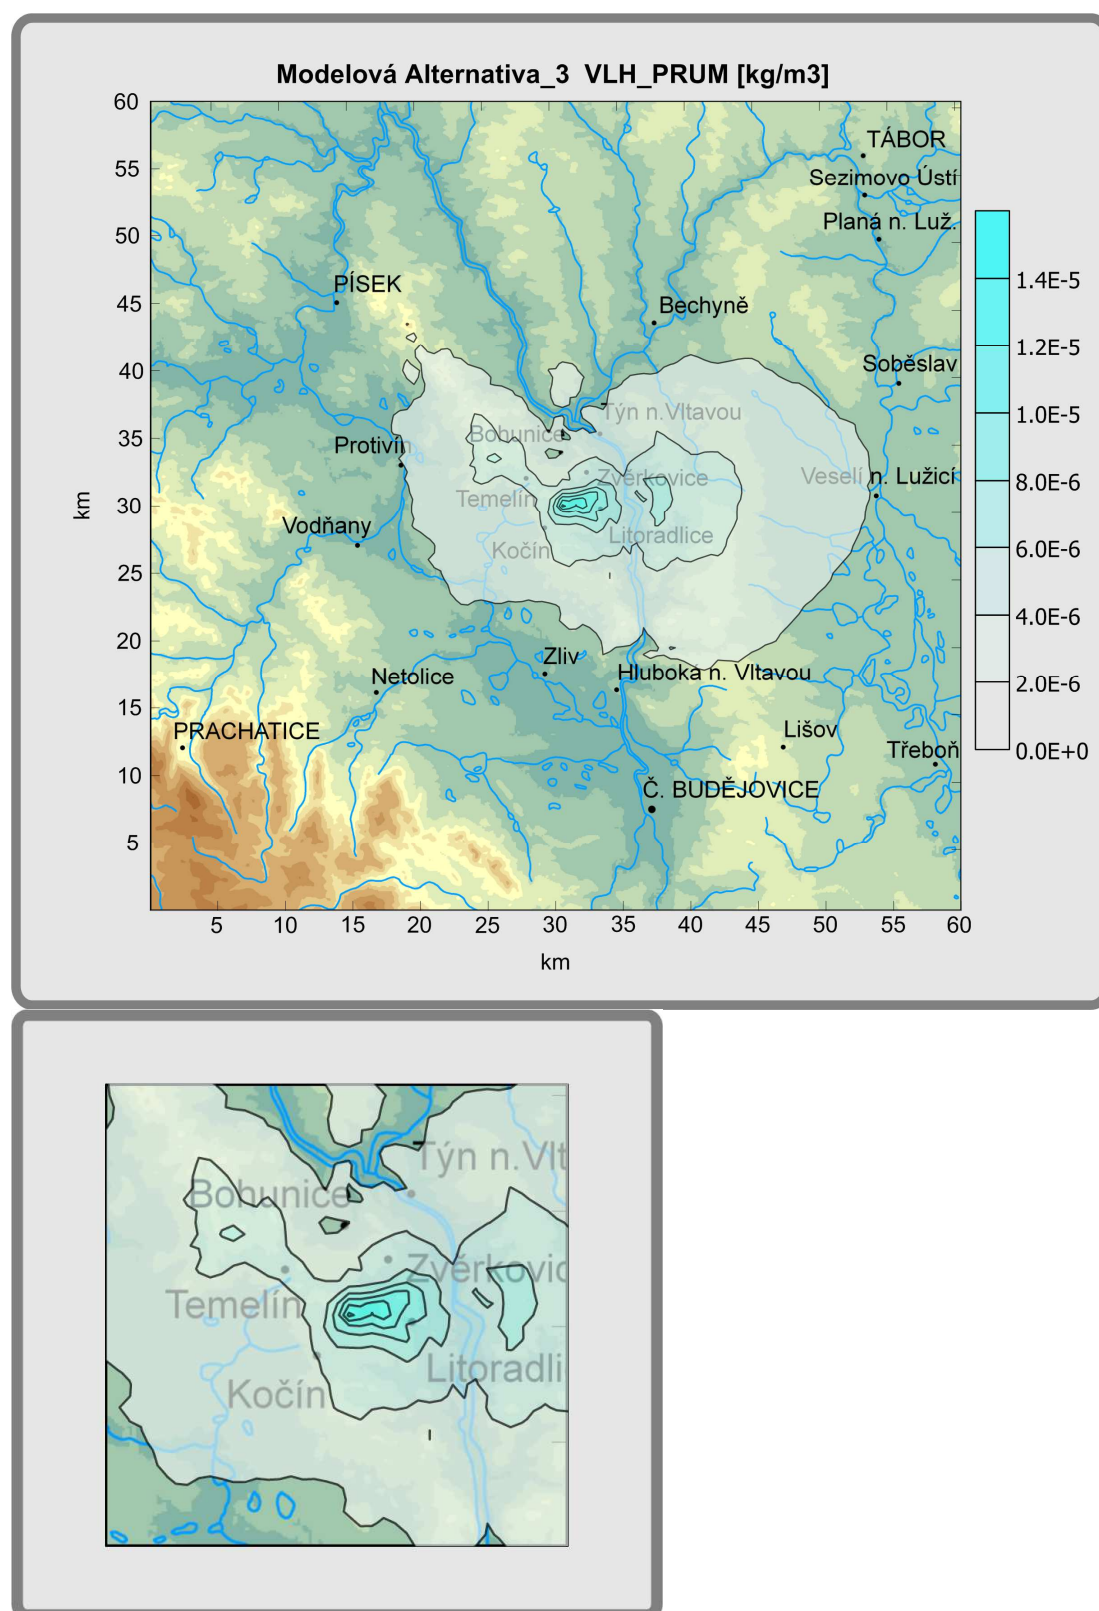 Modelová Alternativa_3 VLH_PRUM [kg/m3]
60
55
50
45
40
35
30
25
20
15
10
5
km
5
10
15
20
25
30
35
40
45
50
55
60
km
TÁBOR
Sezimovo Ústí
Planá n. Luž.
PÍSEK
Bechyně
Soběslav
Týn n.Vltavou
Bohunice
Protivín
Zvěrkovice
Veselí n. Lužicí
Temelín
Vodňany
Litoradlice
Kočín
Zliv
Hluboká n. Vltavou
Netolice
PRACHATICE
Lišov
Třeboň
Č. BUDĚJOVICE
1.4E-5
1.2E-5
1.0E-5
8.0E-6
6.0E-6
4.0E-6
2.0E-6
0.0E+0
Týn n.Vlt
Bohunice
Zvěrkovic
Temelín
Litoradli
Kočín